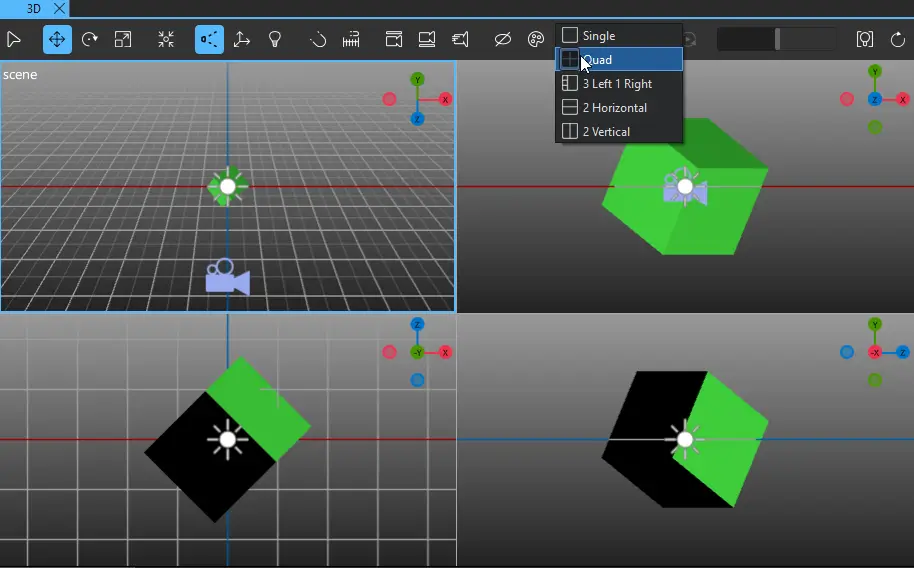 3D
Single
Quad
3 Left 1 Right
2 Horizontal
2 Vertical
scene
Y
X
Z
Y
Z
X
Z
-Y
X
Y
-X
Z